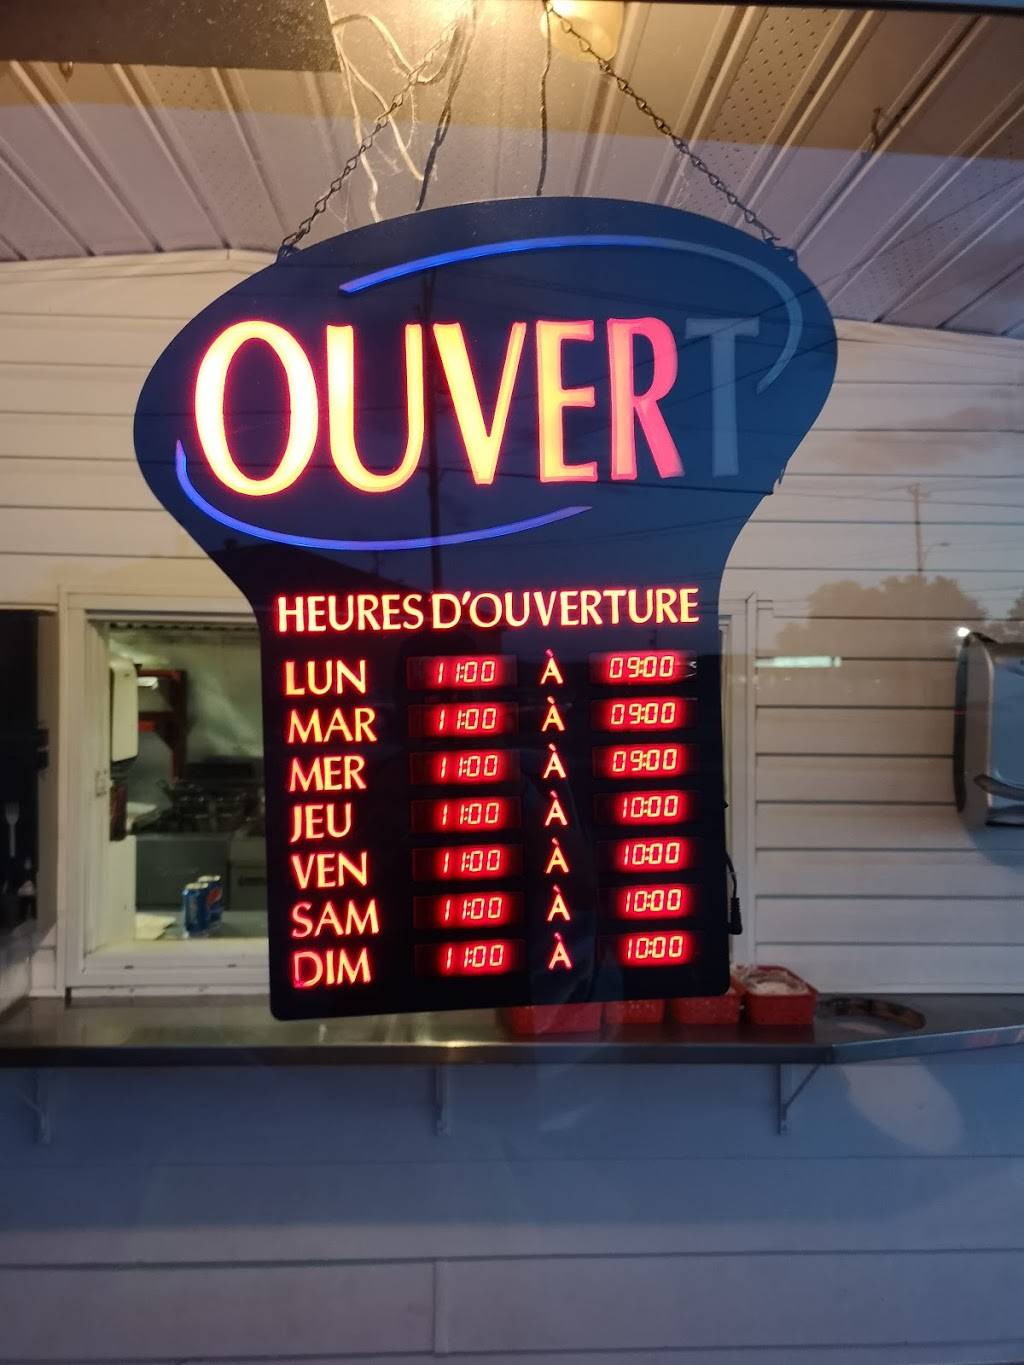 OUVERT
HEURES D'OUVERTURE
LUN 11:00 À 09:00
MAR 11:00 À 09:00
MER 11:00 À 09:00
JEU 11:00 À 10:00
VEN 11:00 À 10:00
SAM 11:00 À 10:00
DIM 11:00 À 10:00